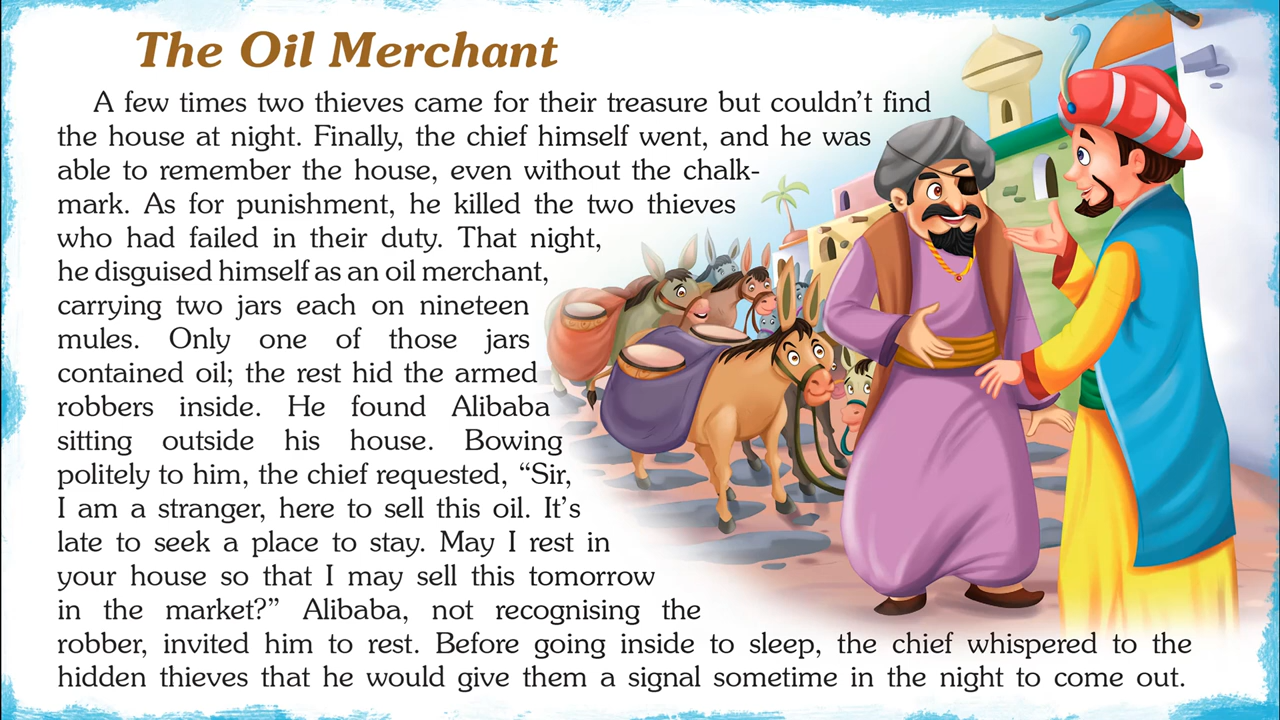 The Oil Merchant
A few times two thieves came for their treasure but couldn’t find
the house at night. Finally, the chief himself went, and he was
able to remember the house, even without the chalk-
mark. As for punishment, he killed the two thieves
who had failed in their duty. That night,
he disguised himself as an oil merchant,
carrying two jars each on nineteen
mules. Only one of those jars
contained oil; the rest hid the armed
robbers inside. He found Alibaba
sitting outside his house. Bowing
politely to him, the chief requested, “Sir,
I am a stranger, here to sell this oil. It’s
late to seek a place to stay. May I rest in
your house so that I may sell this tomorrow
in the market?” Alibaba, not recognising the
robber, invited him to rest. Before going inside to sleep, the chief whispered to the
hidden thieves that he would give them a signal sometime in the night to come out.